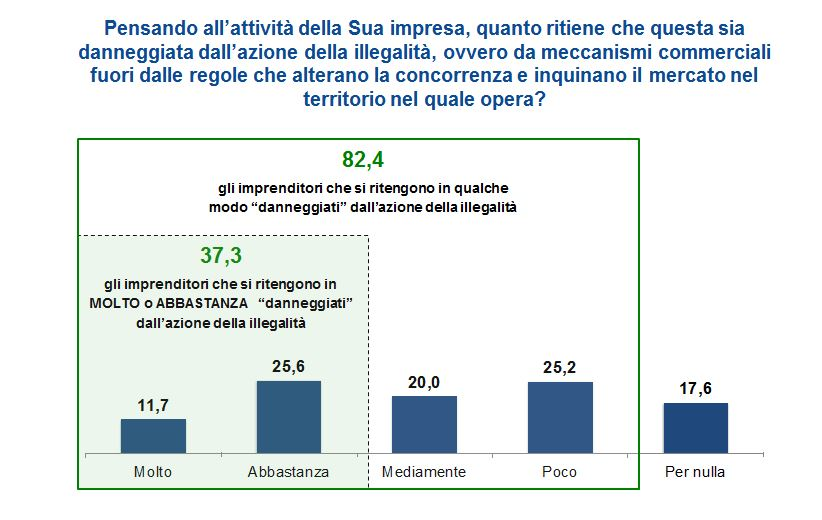 Pensando all’attività della Sua impresa, quanto ritiene che questa sia
danneggiata dall’azione della illegalità, ovvero da meccanismi commerciali
fuori dalle regole che alterano la concorrenza e inquinano il mercato nel
territorio nel quale opera?
82,4
gli imprenditori che si ritengono in qualche
modo “danneggiati” dall’azione della illegalità
37,3
gli imprenditori che si ritengono in
MOLTO o ABBASTANZA “danneggiati”
dall’azione della illegalità
11,7
25,6
20,0
25,2
17,6
Molto
Abbastanza
Mediamente
Poco
Per nulla